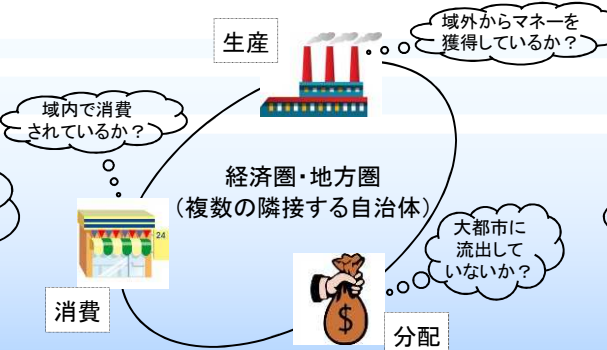 生産
域外からマネーを
獲得しているか？
域内で消費
されているか？
経済圏・地方圏
（複数の隣接する自治体）
24
大都市に
流出して
いないか？
消費
$
分配